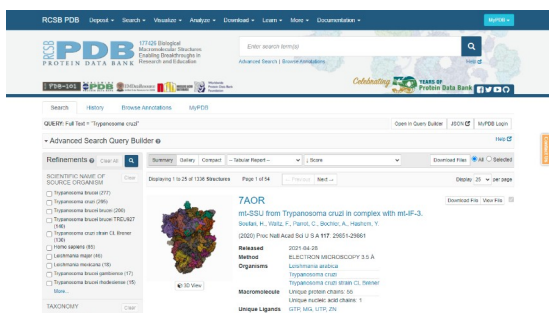 RCSB PDB Deposit Search Visualize Analyze Download Learn More Documentation MyPDB
RCSB PDB
PROTEIN DATA BANK
177426 Biological
Macromolecular Structures
Enabling Breakthroughs in
Research and Education
Enter search term(s)
Advanced Search | Browse Annotations Help
PDB-101
Celebrating YEARS OF
Protein Data Bank
Search History Browse Annotations MyPDB
QUERY: Full Text = "Trypanosoma cruzi" Open in Query Builder JSON MyPDB Login
Advanced Search Query Builder Help
Refinements Clear All Summary Gallery Compact -- Tabular Report -- Score Download Files All Selected
SCIENTIFIC NAME OF
SOURCE ORGANISM Clear
Displaying 1 to 25 of 1336 Structures Page 1 of 54 Previous Next Display 25 per page
Trypanosoma brucei (277)
Trypanosoma cruzi
Trypanosoma brucei brucei
Trypanosoma brucei brucei TREU927
Trypanosoma cruzi strain CL Brener
Homo sapiens
Leishmania major
Leishmania mexicana (18)
Trypanosoma brucei gambiense (17)
Trypanosoma brucei rhodesiense (15)
More...
TAXONOMY Clear
3D View
7AOR Download File View File
mt-SSU from Trypanosoma cruzi in complex with mt-IF-3.
Soufari, H., Waltz, F., Parrot, C., Bochler, A., Hashem, Y.
(2020) Proc Natl Acad Sci U S A 117: 29851-29861
Released 2021-04-28
Method ELECTRON MICROSCOPY 3.5 Å
Organisms
Trypanosoma cruzi
Trypanosoma cruzi strain CL Brener
Macromolecule Unique protein chains: 55
Unique nucleic acid chains: 1
Unique Ligands GTP, MG, UTP, ZN